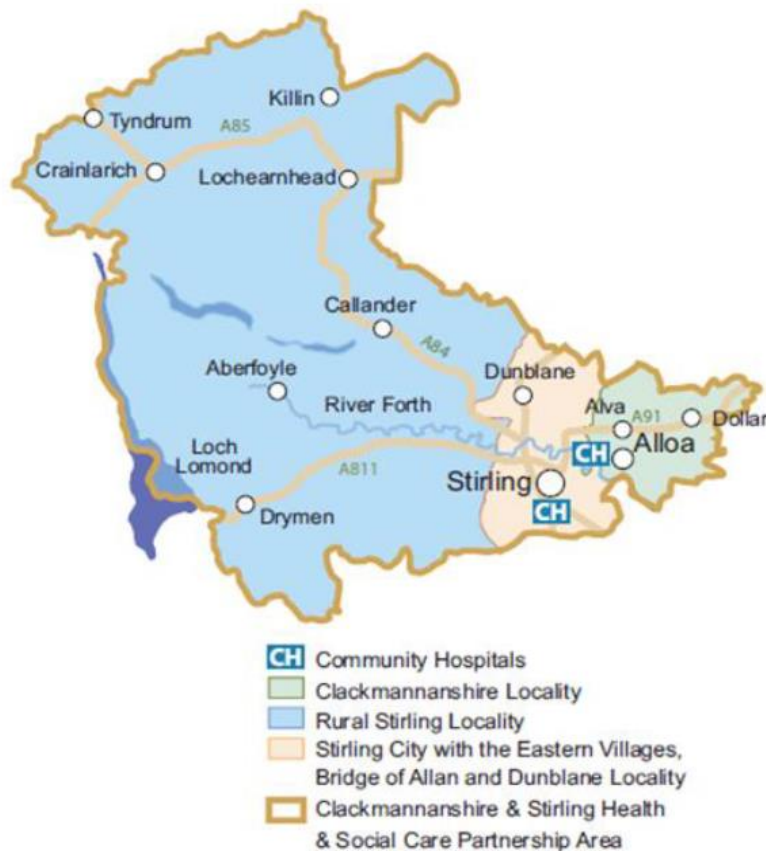 Killin
Tyndrum
A85
Crainlarich
Lochearnhead
Callander
A84
Aberfoyle
Dunblane
River Forth
Alva
A91
Dollar
Loch
Lomond
CH
Alloa
A811
Stirling
Drymen
CH
CH Community Hospitals
Clackmannanshire Locality
Rural Stirling Locality
Stirling City with the Eastern Villages,
Bridge of Allan and Dunblane Locality
Clackmannanshire & Stirling Health
& Social Care Partnership Area